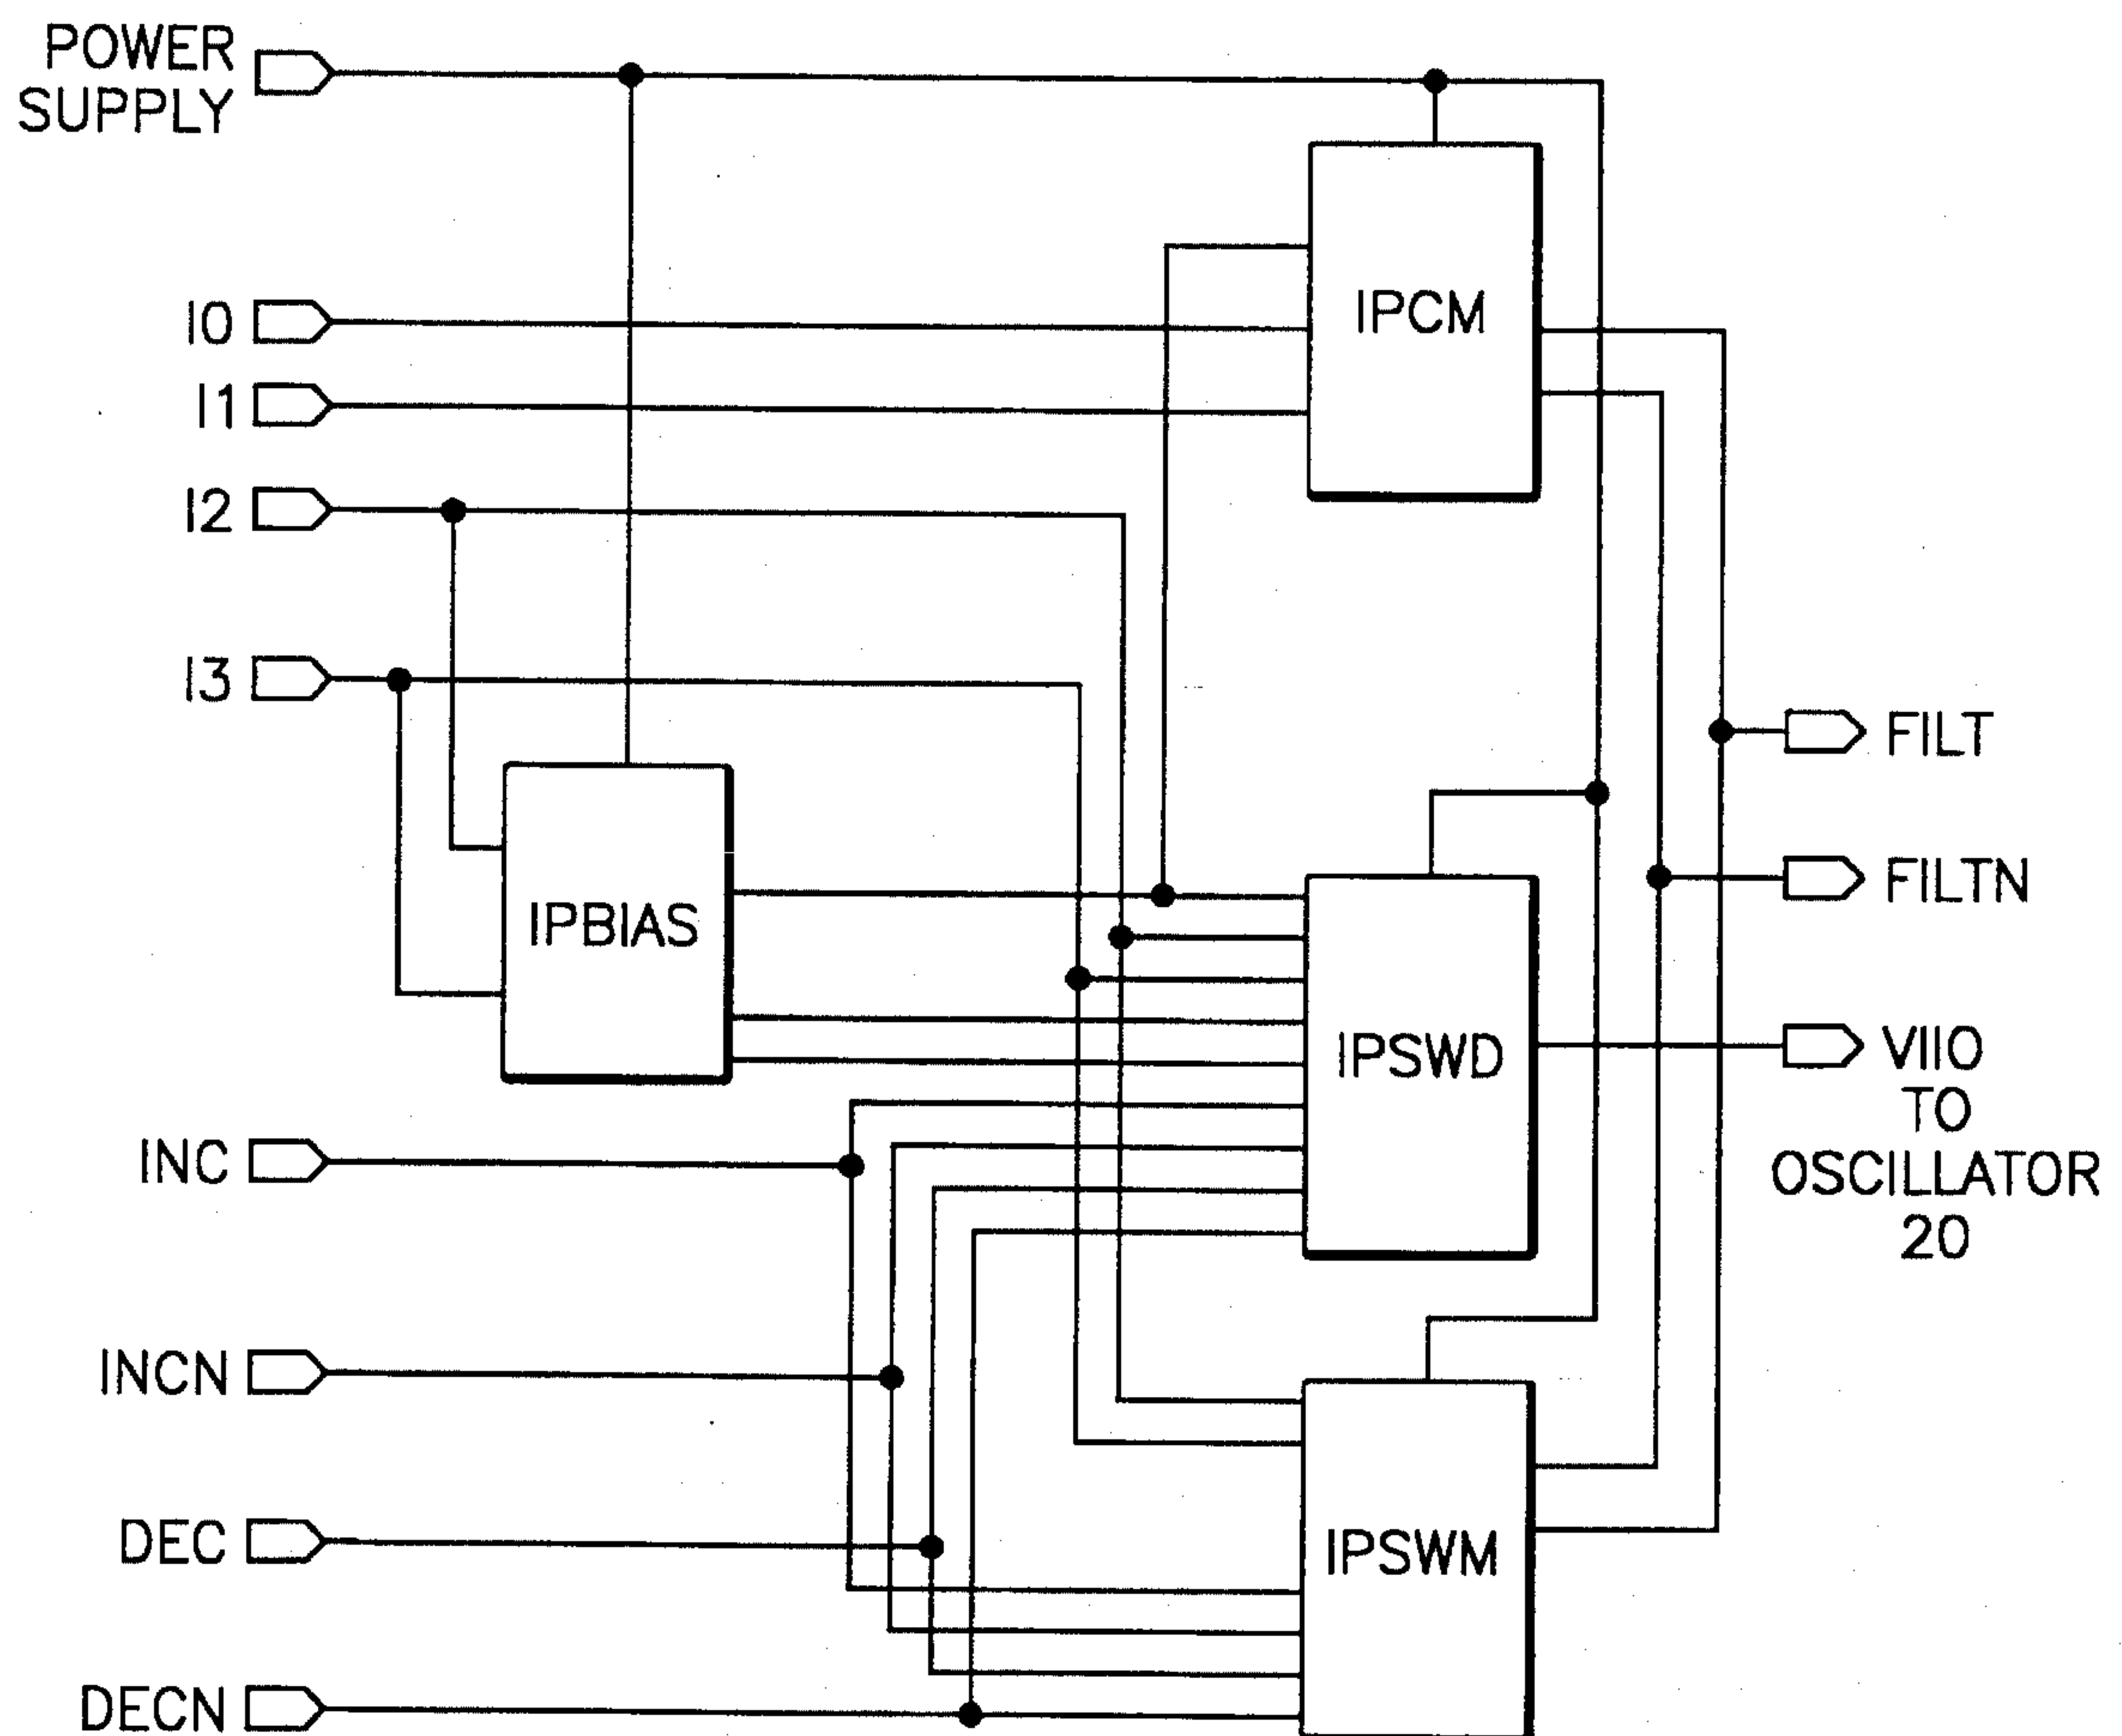 POWER
SUPPLY
I0
IPCM
I1
I2
I3
FILT
FILTN
IPBIAS
IPSWD
VIIO
TO
OSCILLATOR
20
INC
INCN
DEC
IPSWM
DECN